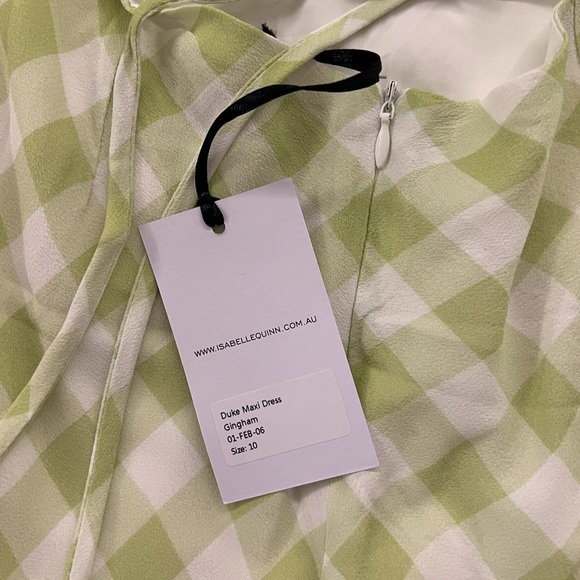 WWW.ISABELLEQUINN.COM.AU
Duke Maxi Dress
Gingham
01-FEB-06
Size: 10